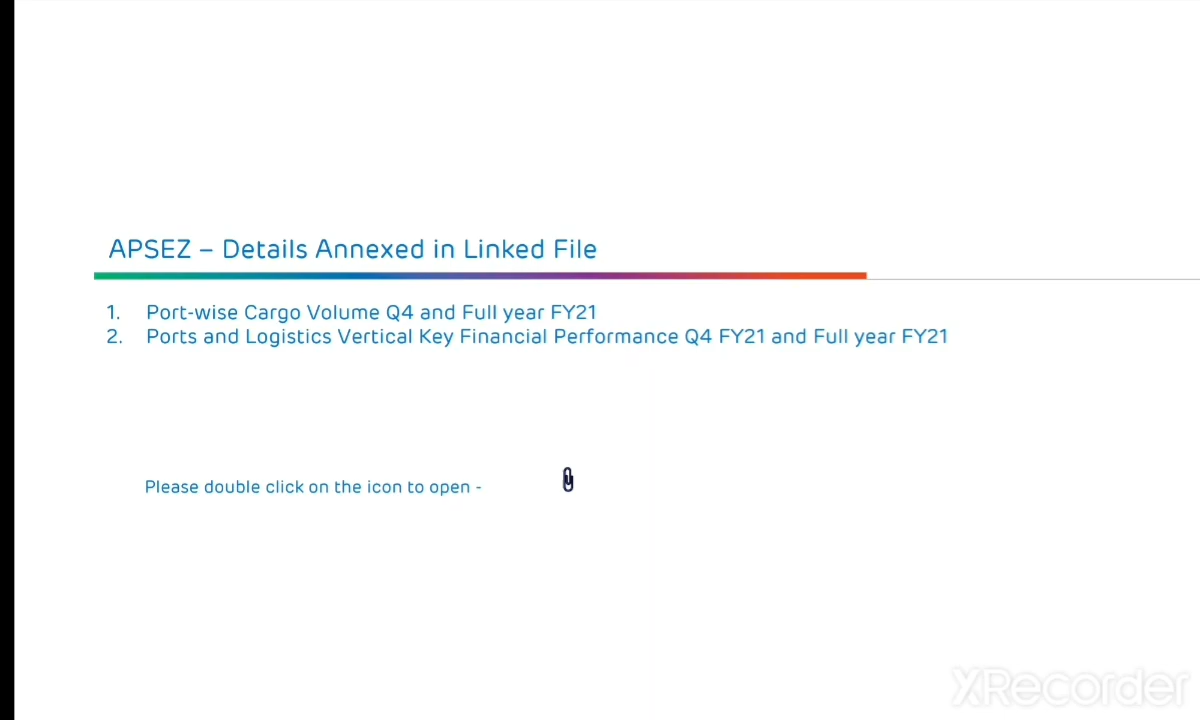 APSEZ – Details Annexed in Linked File
1. Port-wise Cargo Volume Q4 and Full year FY21
2. Ports and Logistics Vertical Key Financial Performance Q4 FY21 and Full year FY21
Please double click on the icon to open -
XRecorder